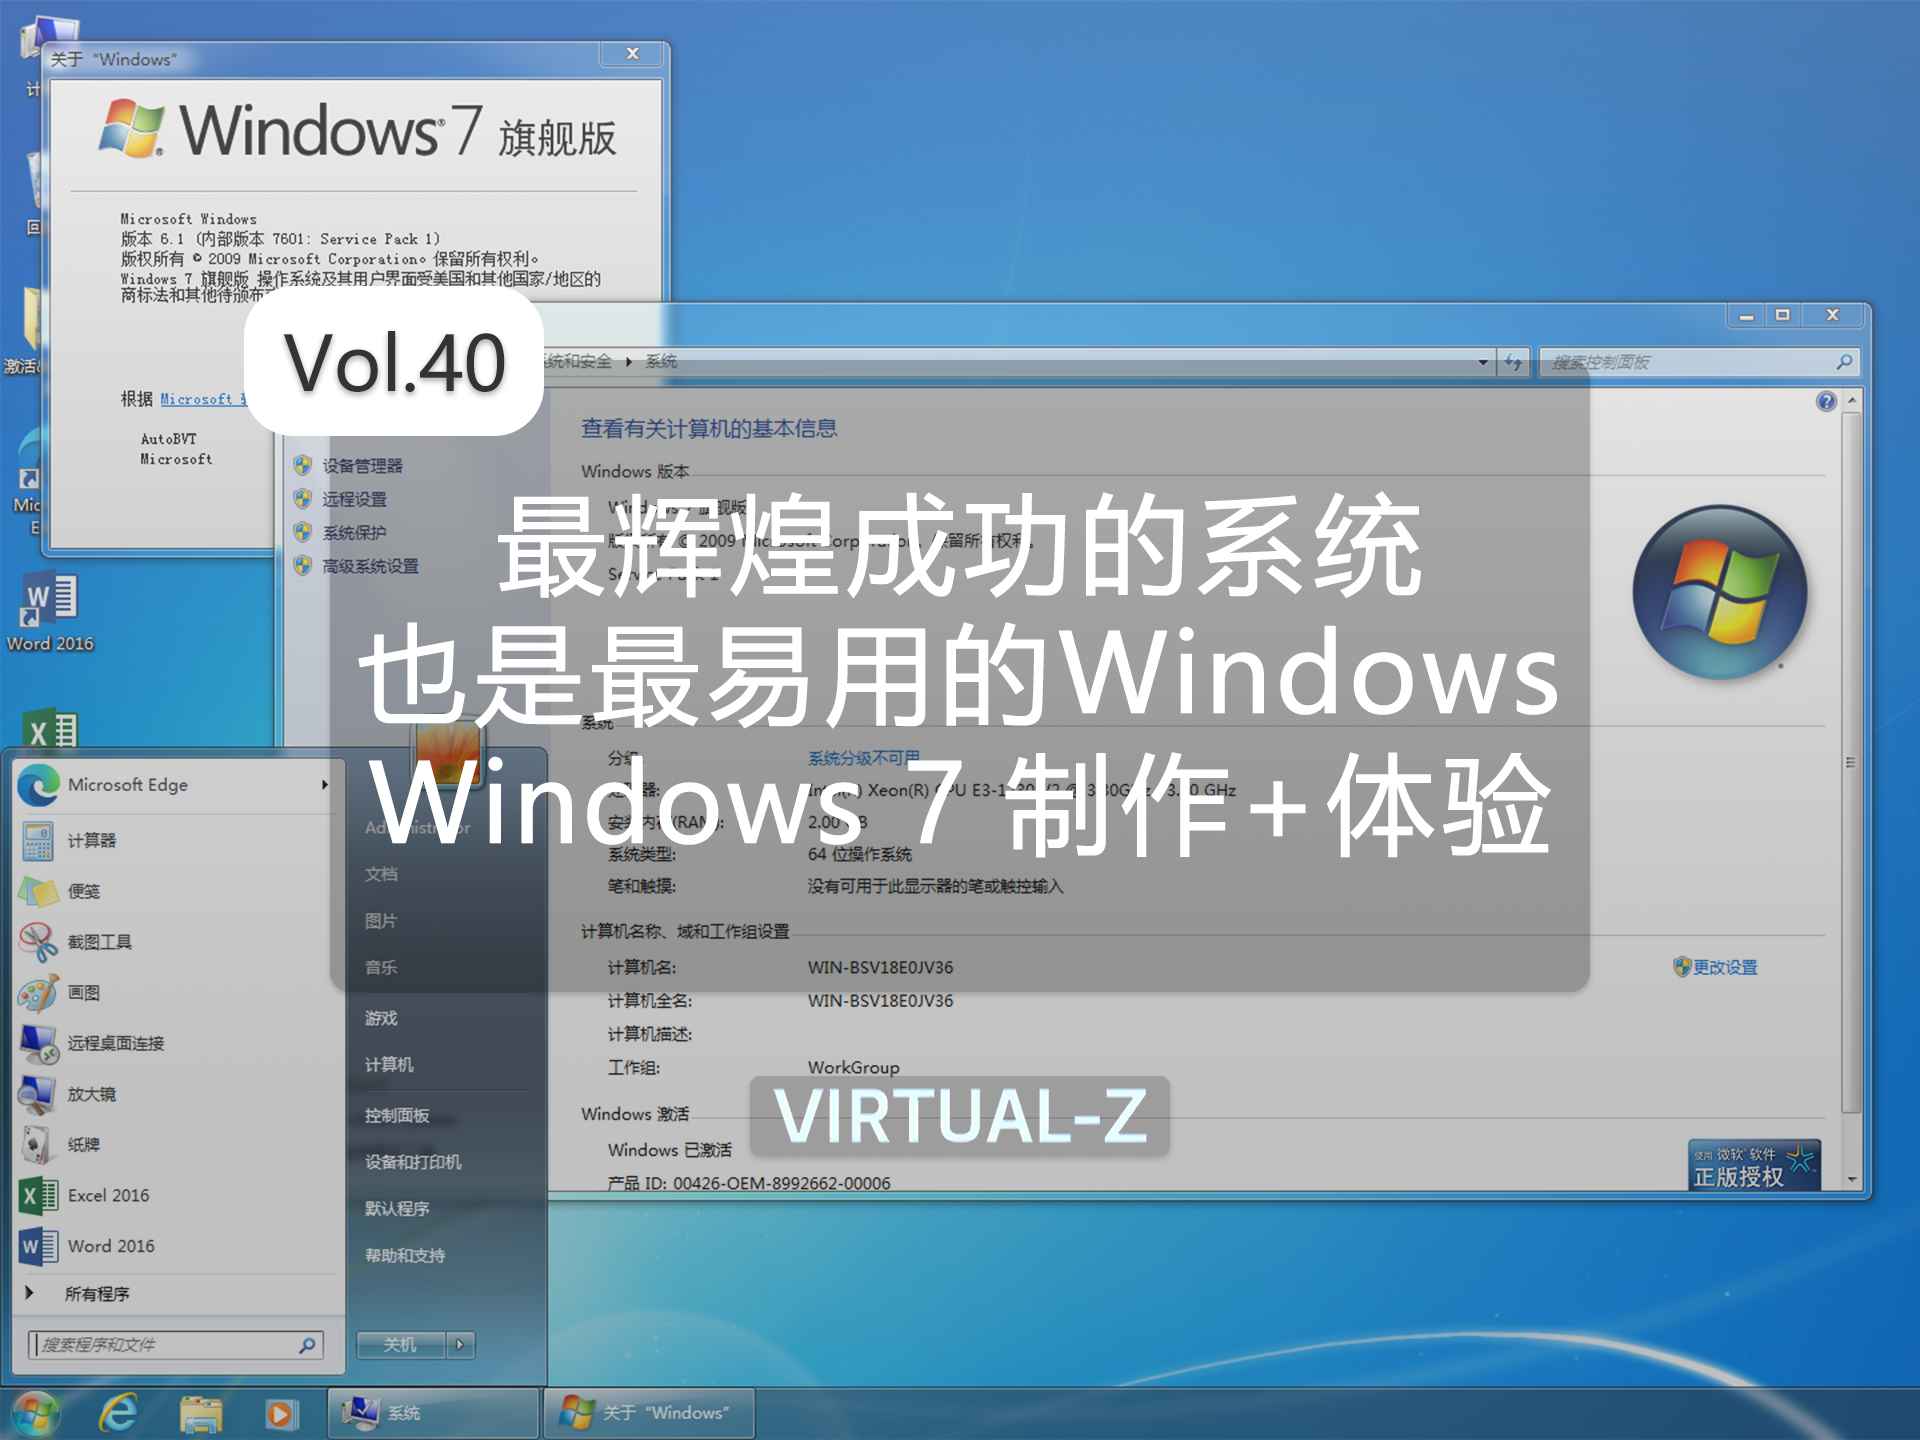 关于 "Windows"
Windows 7 旗舰版
Microsoft Windows
版本 6.1 (内部版本 7601: Service Pack 1)
版权所有 © 2009 Microsoft Corporation。保留所有权利。
Windows 7 旗舰版 操作系统及其用户界面受美国和其他国家/地区的
商标法和其他待颁布
根据 Microsoft
AutoBVT
Microsoft
Vol.40
系统和安全 系统
搜索控制面板
设备管理器
远程设置
系统保护
高级系统设置
查看有关计算机的基本信息
Windows 版本
最辉煌成功的系统
也是最易用的Windows
Windows 7 制作+体验
系统
系统分级不可用
安装内存(RAM):
2.00 GB
系统类型:
64 位操作系统
笔和触摸:
没有可用于此显示器的笔或触控输入
计算机名称、域和工作组设置
计算机名:
WIN-BSV18E0JV36
更改设置
计算机全名:
WIN-BSV18E0JV36
计算机描述:
工作组:
WorkGroup
Windows 激活
VIRTUAL-Z
Windows 已激活
产品 ID: 00426-OEM-8992662-00006
使用 微软 软件
正版授权
Word 2016
Microsoft Edge
计算器
便笺
截图工具
画图
远程桌面连接
放大镜
纸牌
Excel 2016
Word 2016
所有程序
搜索程序和文件
Administrator
文档
图片
音乐
游戏
计算机
控制面板
设备和打印机
默认程序
帮助和支持
关机
系统
关于 "Windows"